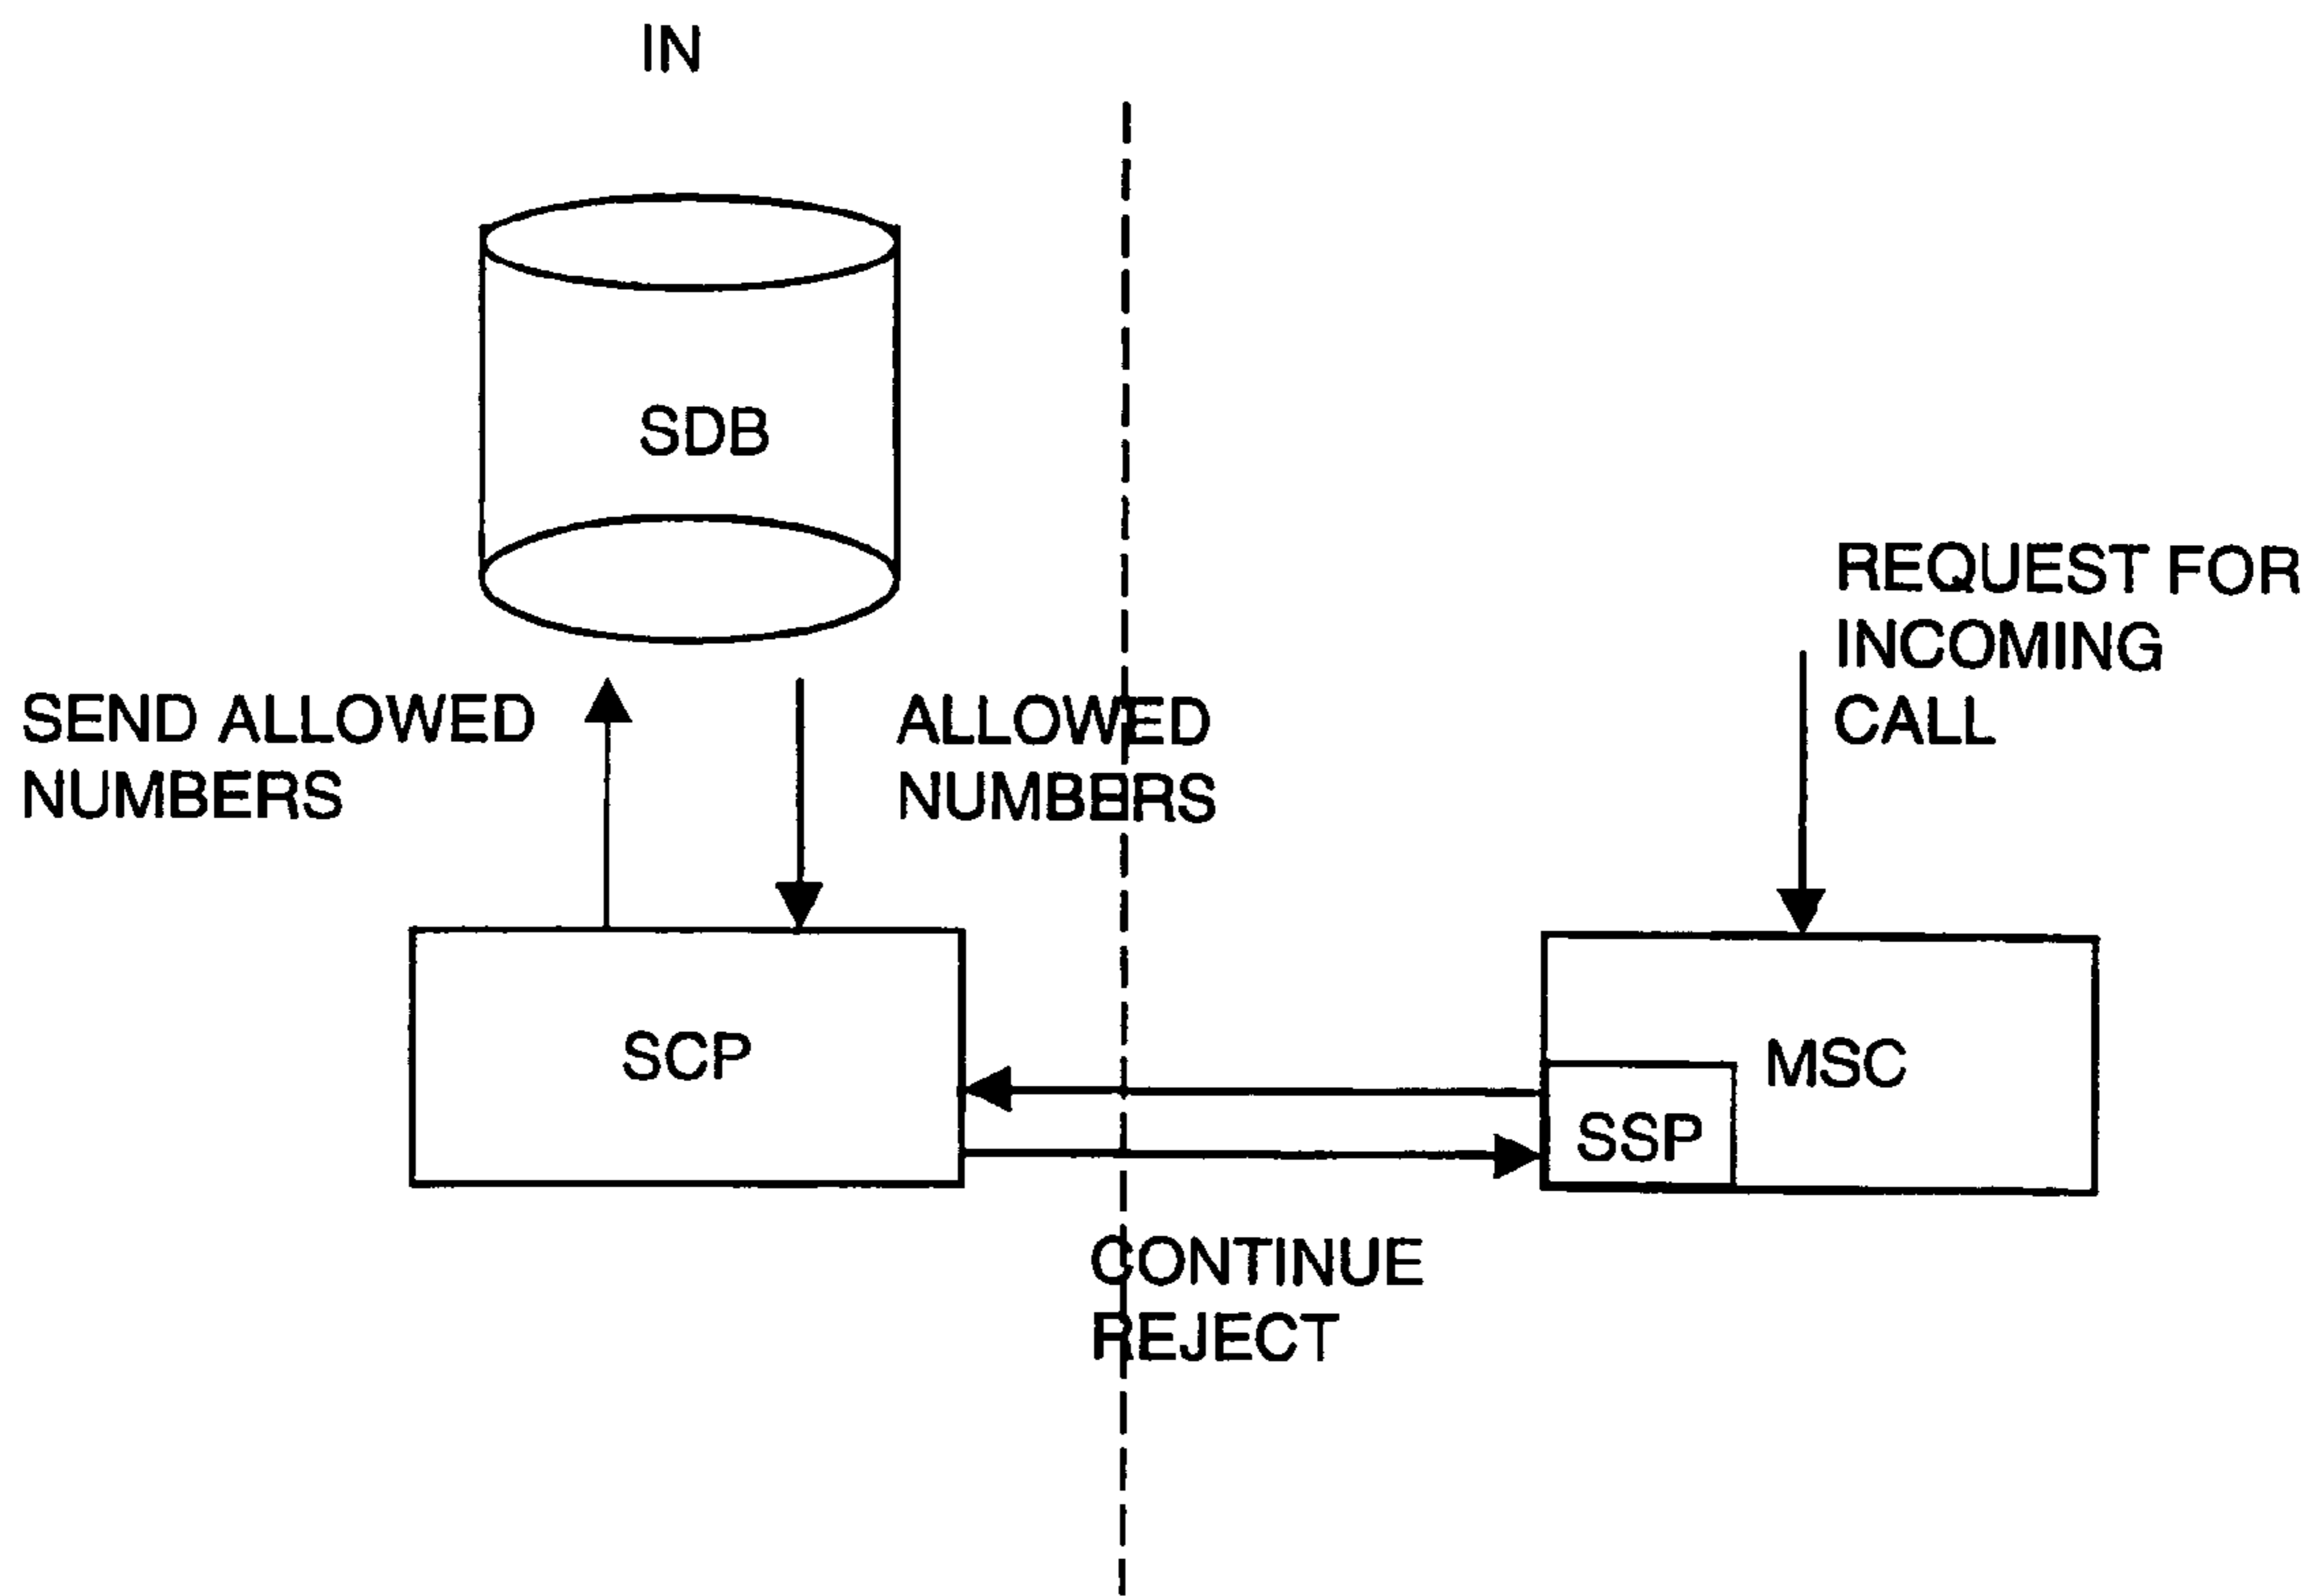 IN
SDB
REQUEST FOR
INCOMING
CALL
SEND ALLOWED
NUMBERS
ALLOWED
NUMBERS
SCP
MSC
SSP
CONTINUE
REJECT